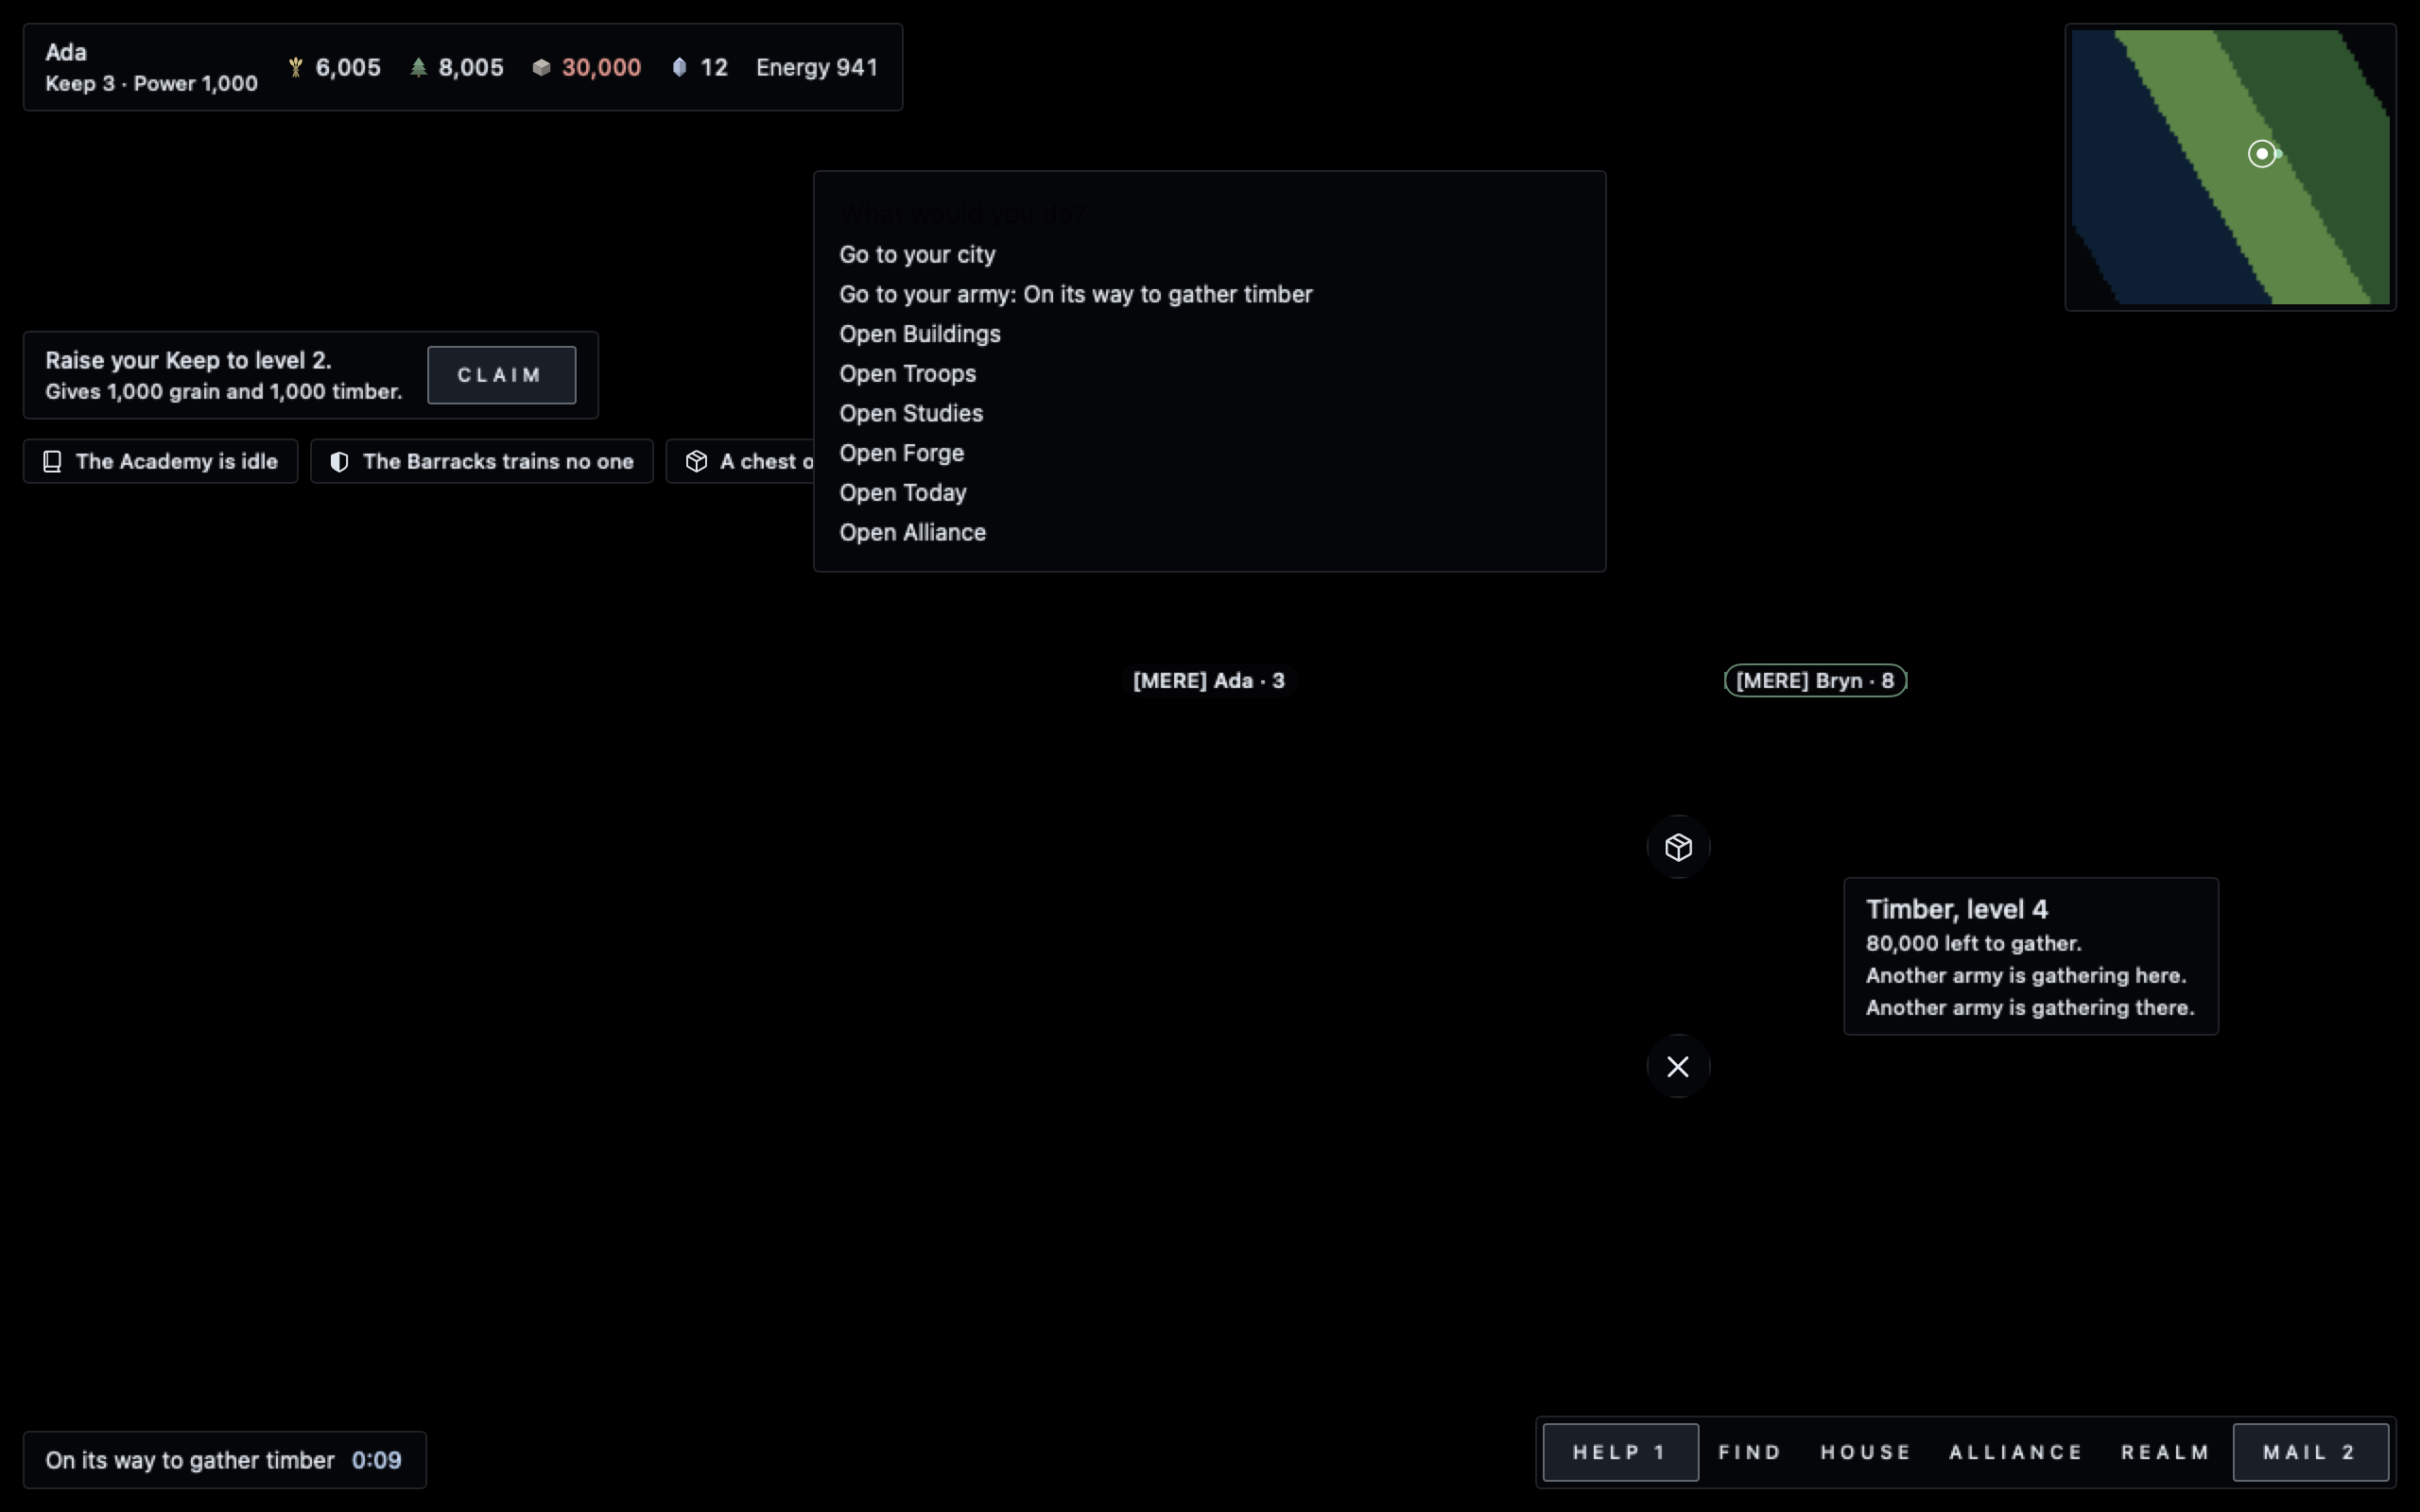 Ada
Keep 3 · Power 1,000
6,005
8,005
30,000
12
Energy 941
What would you do?
Go to your city
Go to your army: On its way to gather timber
Open Buildings
Open Troops
Open Studies
Open Forge
Open Today
Open Alliance
Raise your Keep to level 2.
Gives 1,000 grain and 1,000 timber.
CLAIM
The Academy is idle
The Barracks trains no one
A chest
[MERE] Ada · 3
[MERE] Bryn · 8
Timber, level 4
80,000 left to gather.
Another army is gathering here.
Another army is gathering there.
On its way to gather timber 0:09
HELP 1
FIND
HOUSE
ALLIANCE
REALM
MAIL 2